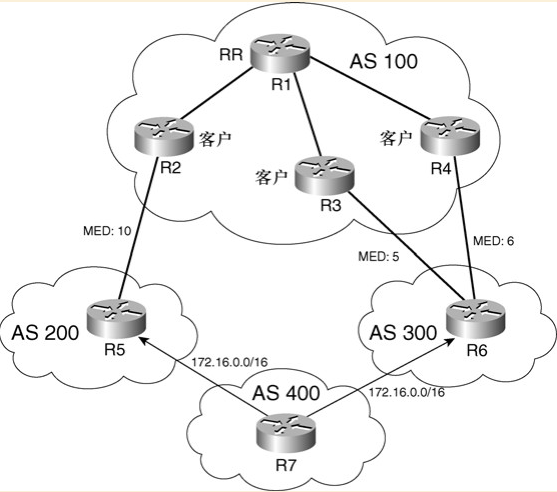 RR
AS 100
R1
客户
客户
R2
R4
客户
R3
MED: 10
MED: 6
MED: 5
AS 200
AS 300
R5
R6
172.16.0.0/16
AS 400
172.16.0.0/16
R7